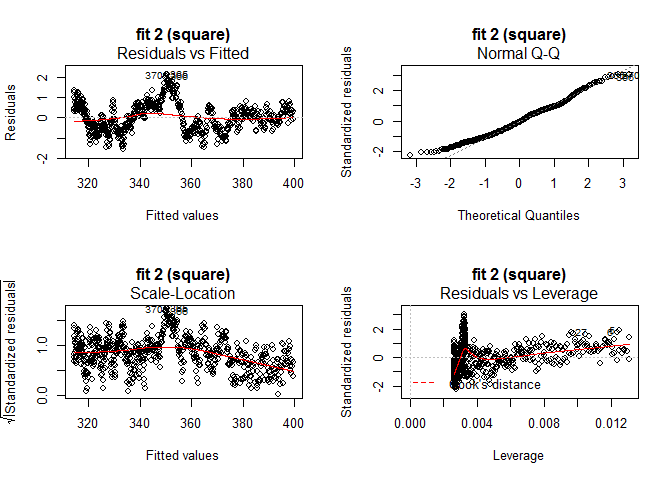 fit 2 (square)
Residuals vs Fitted
Residuals
2
1
0
-2
320
340
360
380
400
Fitted values
fit 2 (square)
Normal Q-Q
Standardized residuals
2
0
-2
-3
-2
-1
0
1
2
3
Theoretical Quantiles
fit 2 (square)
Scale-Location
√|Standardized residuals|
1.0
0.0
320
340
360
380
400
Fitted values
fit 2 (square)
Residuals vs Leverage
Standardized residuals
2
0
-2
27
6
5
Cook's distance
0.000
0.004
0.008
0.012
Leverage